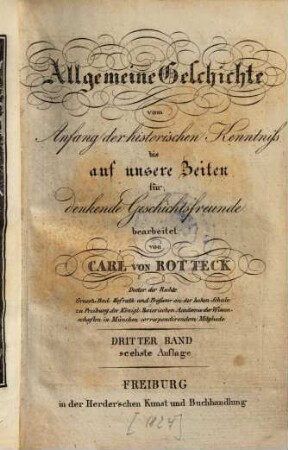 Allgemeine Geschichte
vom
Anfang der historischen Kenntniſs
bis
auf unsere Zeiten
für
denkende Geschichtsfreunde
bearbeitet
von
CARL VON ROTTECK
Doctor der Rechte
Grossh. Bad. Hofrath und Professor an der hohen Schule
zu Freiburg, der Königl. Baierischen Academie der Wissen-
schaften in München correspondirendem Mitgliede
DRITTER BAND
sechste Auflage
FREIBURG
in der Herder'schen Kunst und Buchhandlung
[1824]